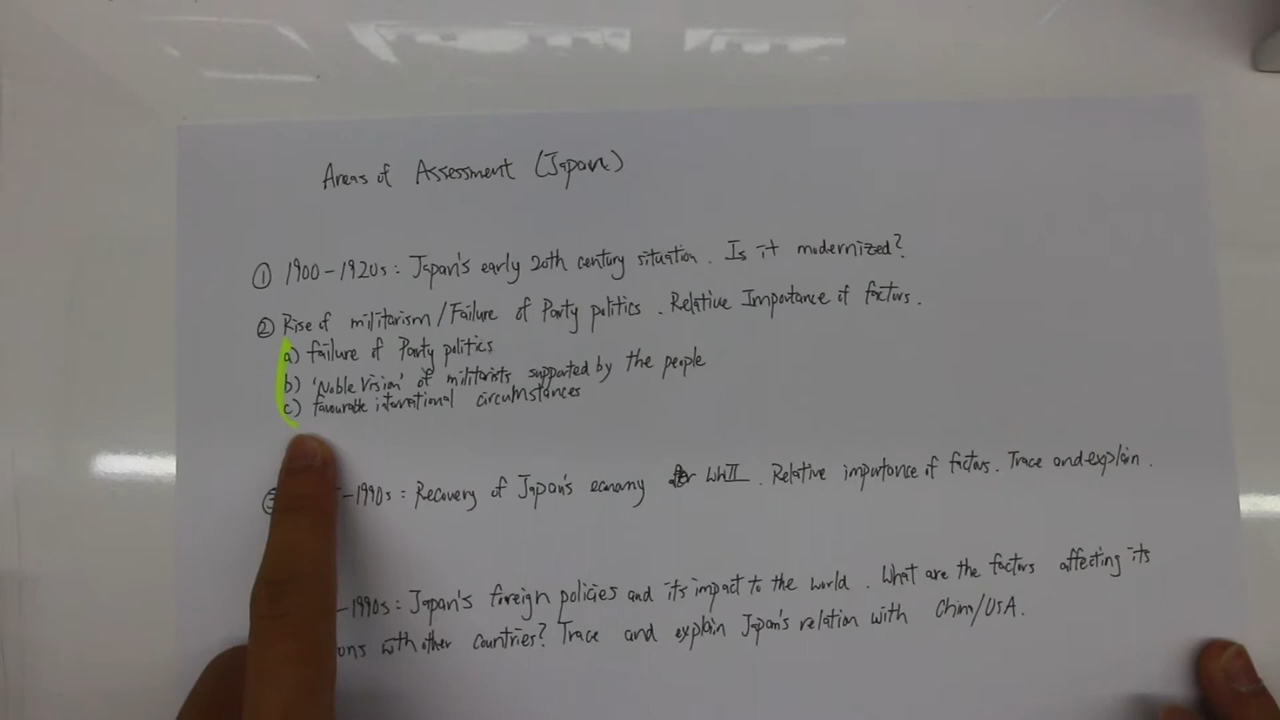 Areas of Assessment (Japan)
① 1900-1920s: Japan's early 20th century situation. Is it modernized?
② Rise of militarism/Failure of Party politics. Relative Importance of factors.
a) failure of Party politics
b) 'Noble Vision' of militarists supported by the people
c) favourable international circumstances
③ -1990s: Recovery of Japan's economy after WWII. Relative importance of factors. Trace and explain.
-1990s: Japan's foreign policies and its impact to the world. What are the factors affecting its
ons with other countries? Trace and explain Japan's relation with China/USA.